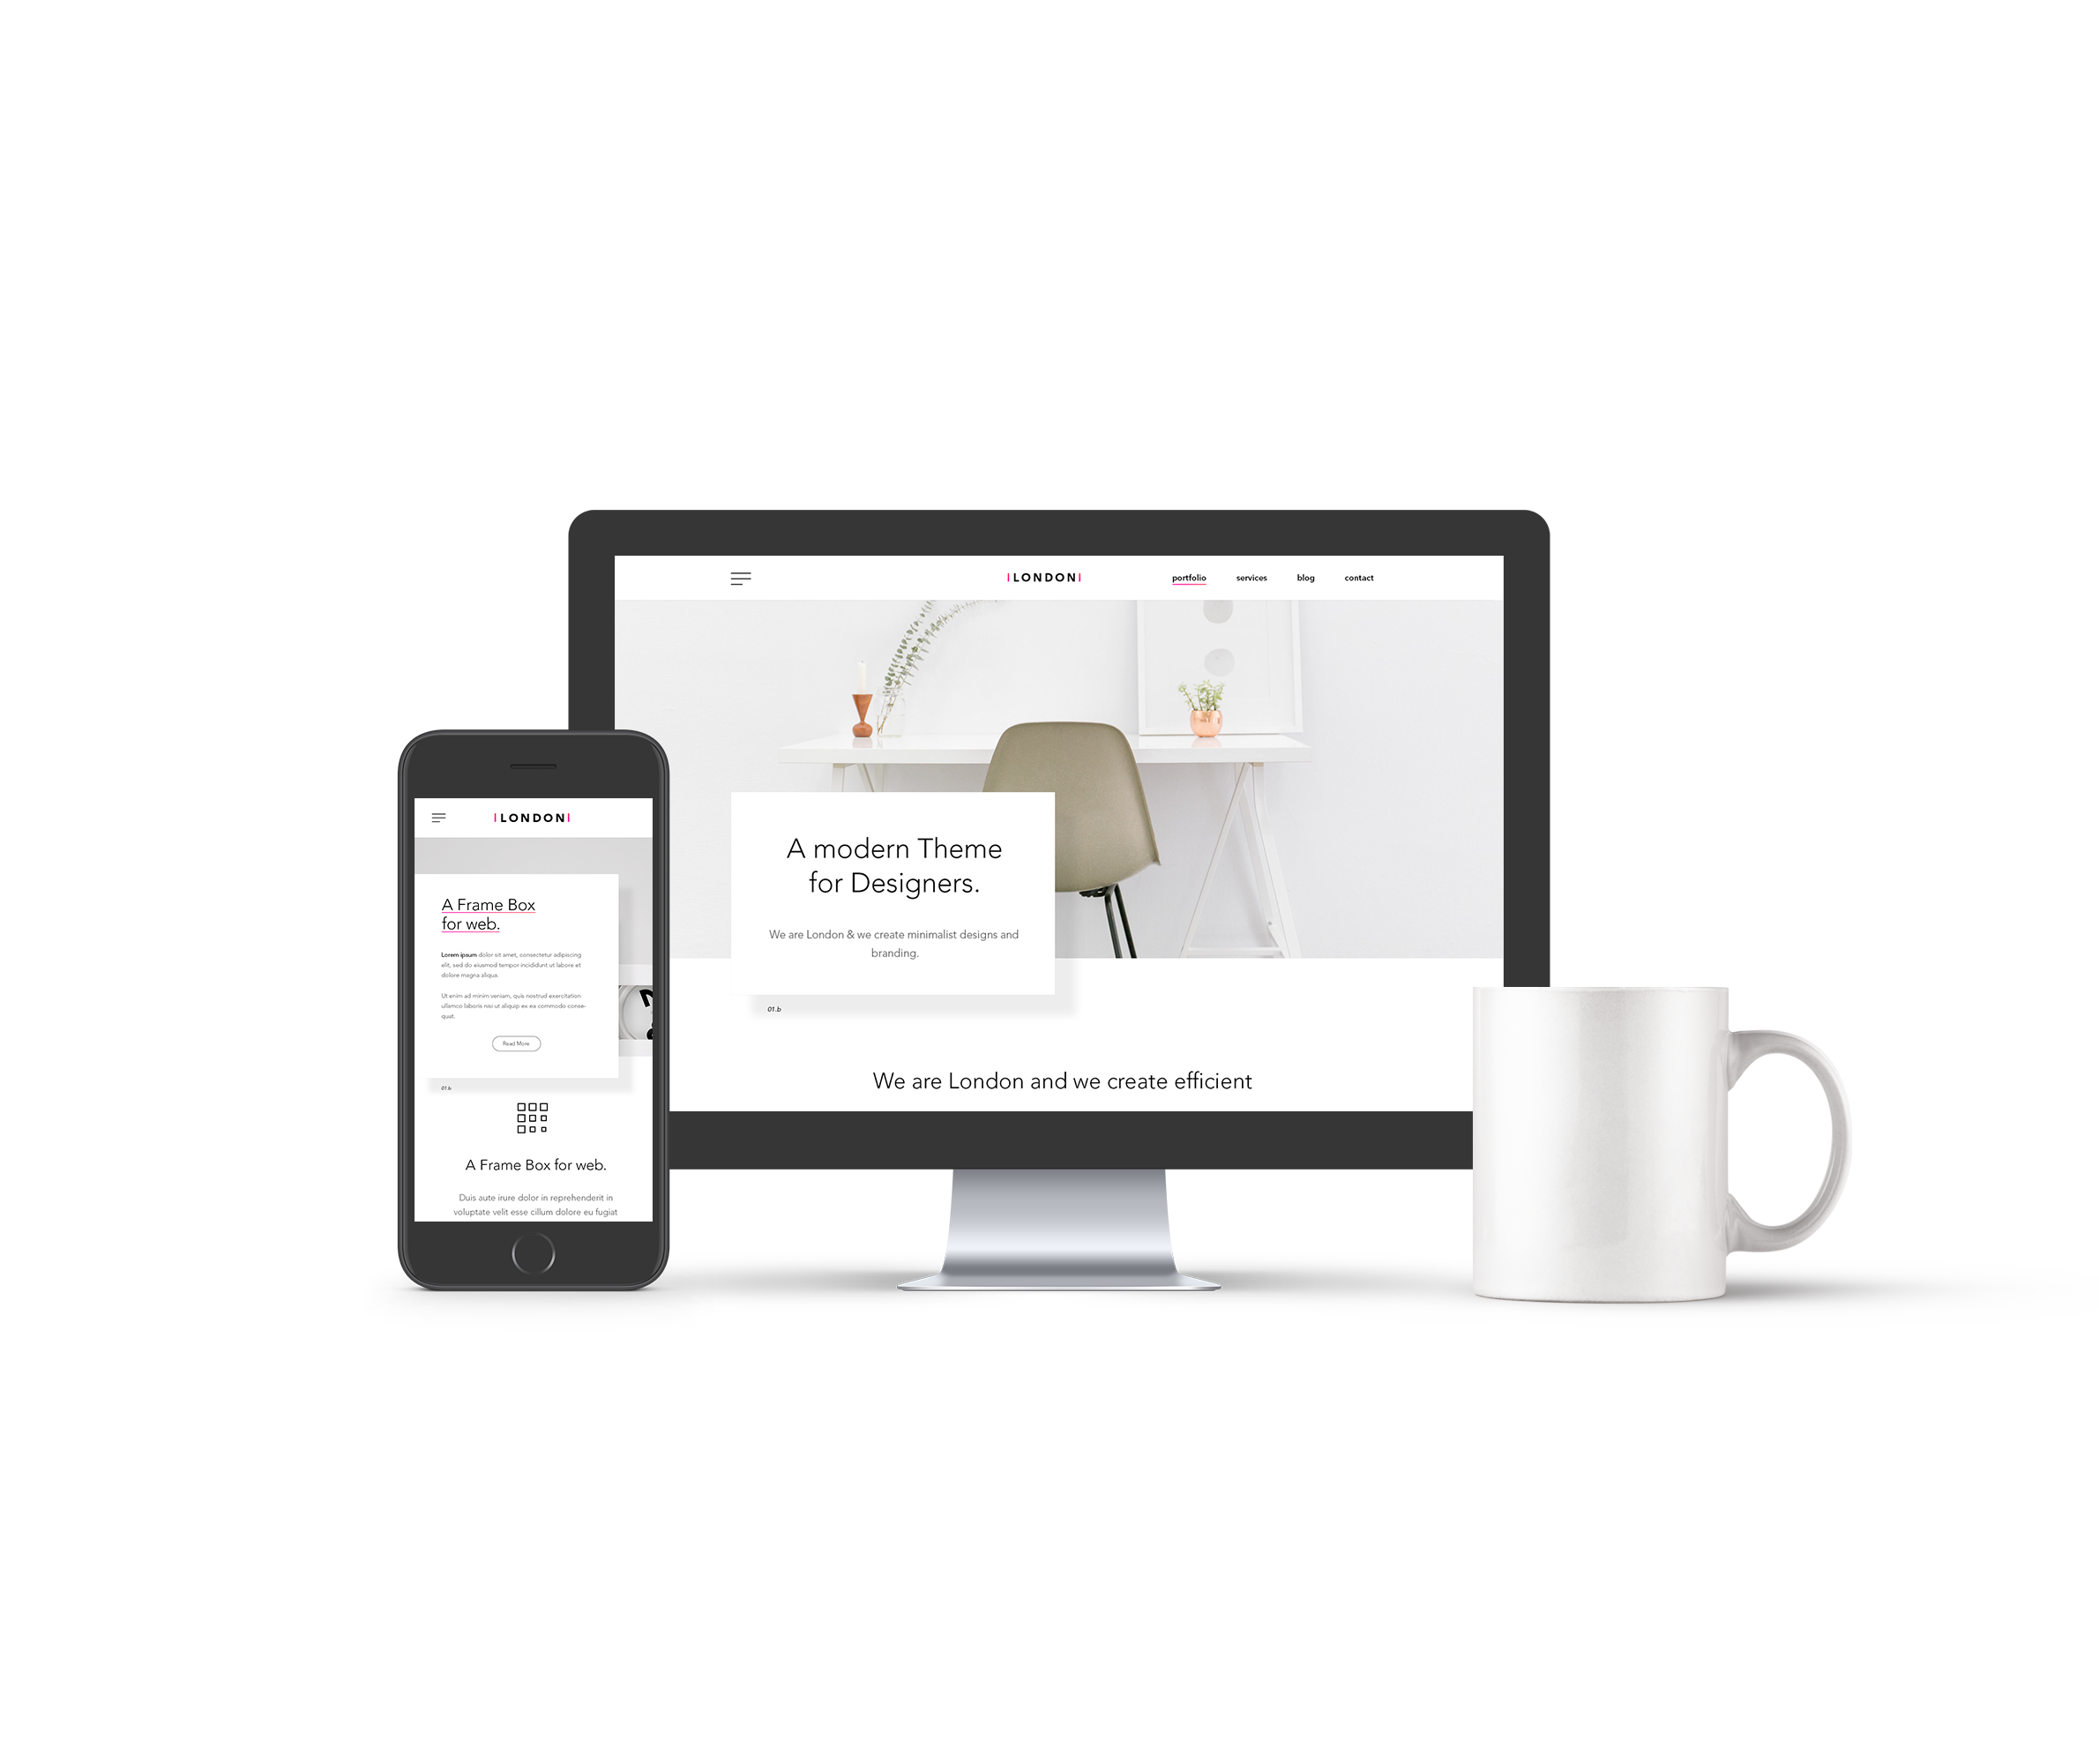 LONDON
portfolio services blog contact
A modern Theme
for Designers.
We are London & we create minimalist designs and
branding.
01.b
We are London and we create efficient
LONDON
A Frame Box
for web.
Lorem ipsum dolor sit amet, consectetur adipiscing
elit, sed do eiusmod tempor incididunt ut labore et
dolore magna aliqua.
Ut enim ad minim veniam, quis nostrud exercitation
ullamco laboris nisi ut aliquip ex ea commodo conse-
quat.
Read More
01.b
A Frame Box for web.
Duis aute irure dolor in reprehenderit in
voluptate velit esse cillum dolore eu fugiat